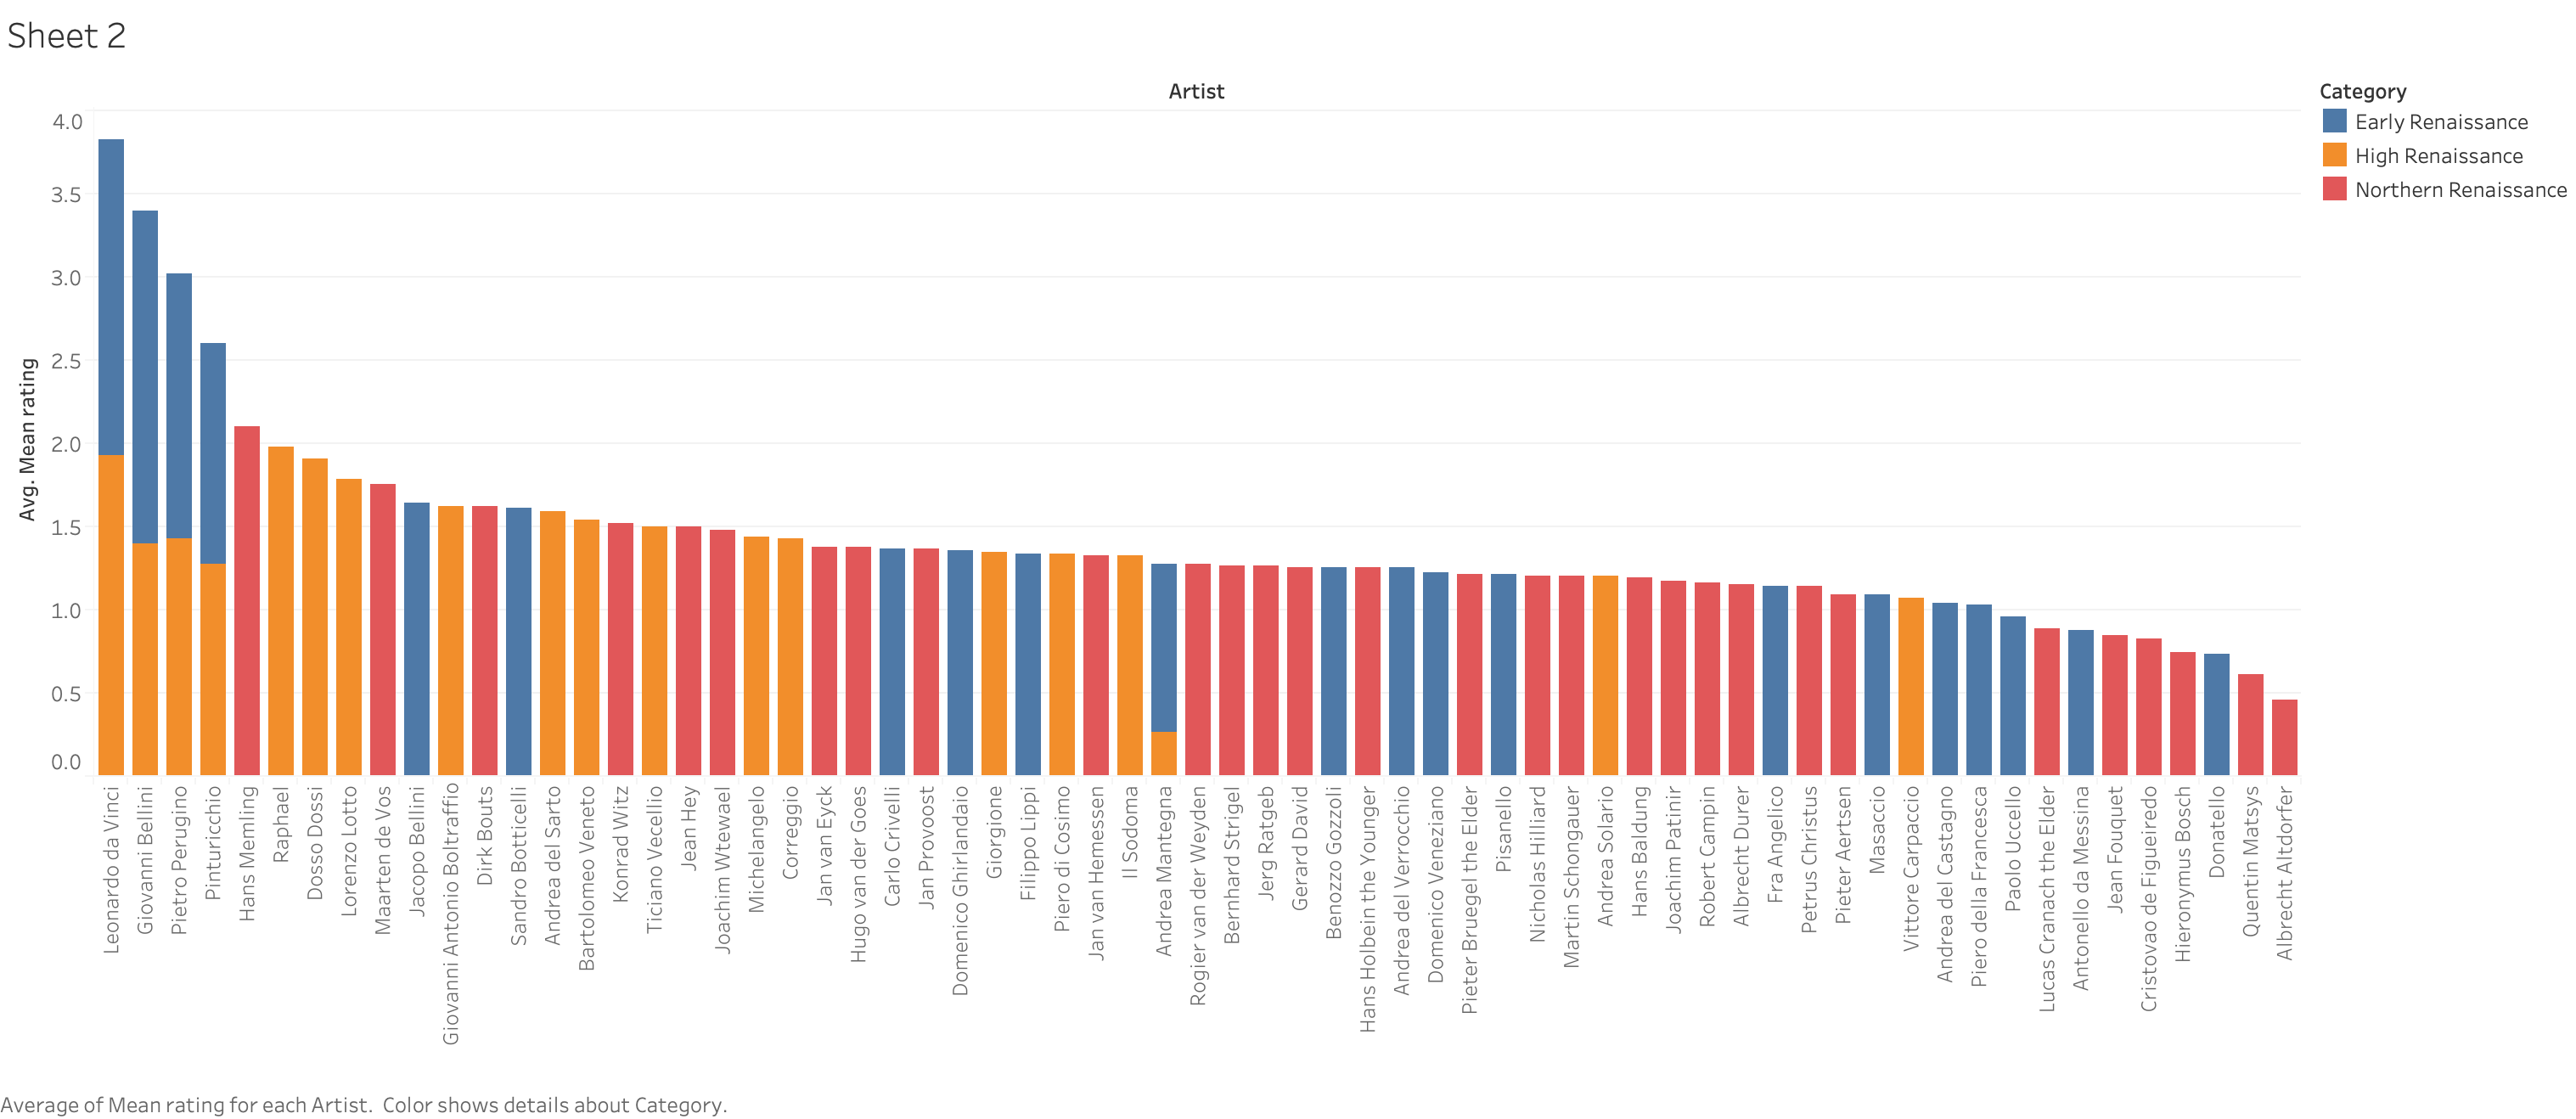 Sheet 2
Artist
Category
Early Renaissance
High Renaissance
Northern Renaissance
Avg. Mean rating
4.0
3.5
3.0
2.5
2.0
1.5
1.0
0.5
0.0
Leonardo da Vinci
Giovanni Bellini
Pietro Perugino
Pinturicchio
Hans Memling
Raphael
Dosso Dossi
Lorenzo Lotto
Maarten de Vos
Jacopo Bellini
Giovanni Antonio Boltraffio
Dirk Bouts
Sandro Botticelli
Andrea del Sarto
Bartolomeo Veneto
Konrad Witz
Ticiano Vecellio
Jean Hey
Joachim Wtewael
Michelangelo
Correggio
Jan van Eyck
Hugo van der Goes
Carlo Crivelli
Jan Provoost
Domenico Ghirlandaio
Giorgione
Filippo Lippi
Piero di Cosimo
Jan van Hemessen
Il Sodoma
Andrea Mantegna
Rogier van der Weyden
Bernhard Strigel
Jerg Ratgeb
Gerard David
Benozzo Gozzoli
Hans Holbein the Younger
Andrea del Verrocchio
Domenico Veneziano
Pieter Bruegel the Elder
Pisanello
Nicholas Hilliard
Martin Schongauer
Andrea Solario
Hans Baldung
Joachim Patinir
Robert Campin
Albrecht Durer
Fra Angelico
Petrus Christus
Pieter Aertsen
Masaccio
Vittore Carpaccio
Andrea del Castagno
Piero della Francesca
Paolo Uccello
Lucas Cranach the Elder
Antonello da Messina
Jean Fouquet
Cristovao de Figueiredo
Hieronymus Bosch
Donatello
Quentin Matsys
Albrecht Altdorfer
Average of Mean rating for each Artist. Color shows details about Category.